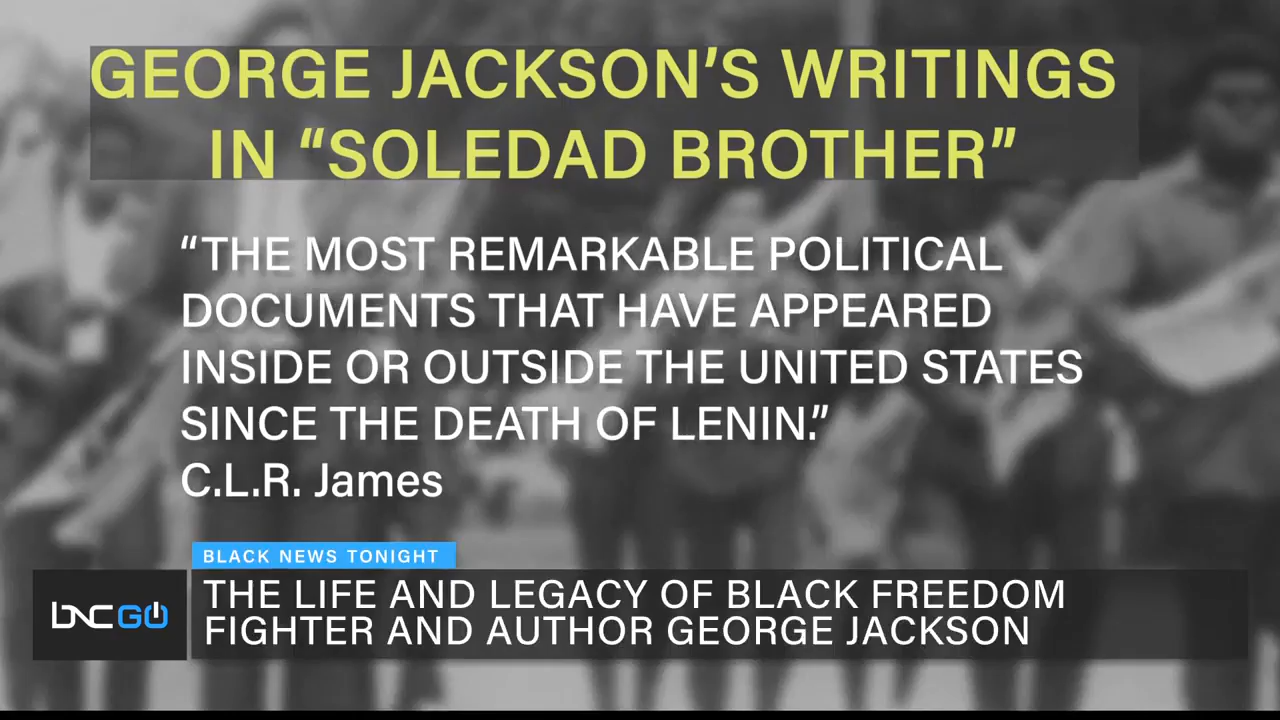 GEORGE JACKSON’S WRITINGS
IN “SOLEDAD BROTHER”
“THE MOST REMARKABLE POLITICAL
DOCUMENTS THAT HAVE APPEARED
INSIDE OR OUTSIDE THE UNITED STATES
SINCE THE DEATH OF LENIN.”
C.L.R. James
BLACK NEWS TONIGHT
bNC GO
THE LIFE AND LEGACY OF BLACK FREEDOM
FIGHTER AND AUTHOR GEORGE JACKSON